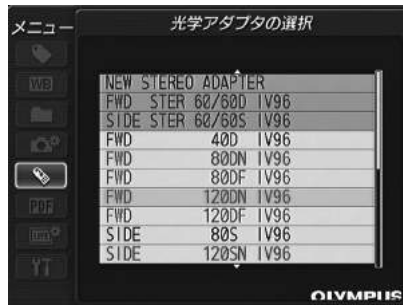 メニュー
光学アダプタの選択
WB
NEW STEREO ADAPTER
FWD STER 60/60D IV96
SIDE STER 60/60S IV96
FWD 40D IV96
FWD 80DN IV96
FWD 80DF IV96
FWD 120DN IV96
FWD 120DF IV96
SIDE 80S IV96
SIDE 120SN IV96
PDF
OLYMPUS